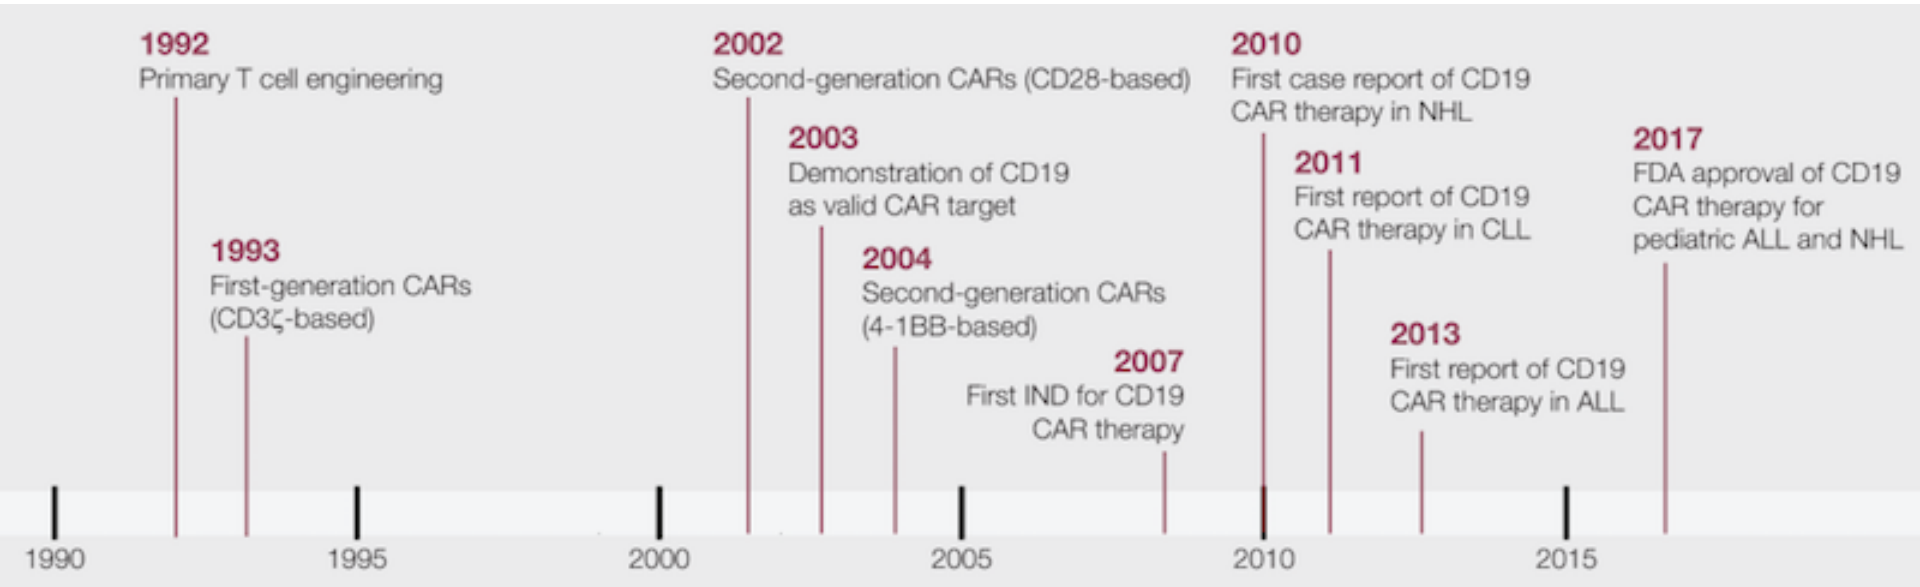 1992
Primary T cell engineering
1993
First-generation CARs
(CD3ζ-based)
2002
Second-generation CARs (CD28-based)
2003
Demonstration of CD19
as valid CAR target
2004
Second-generation CARs
(4-1BB-based)
2007
First IND for CD19
CAR therapy
2010
First case report of CD19
CAR therapy in NHL
2011
First report of CD19
CAR therapy in CLL
2013
First report of CD19
CAR therapy in ALL
2017
FDA approval of CD19
CAR therapy for
pediatric ALL and NHL
1990
1995
2000
2005
2010
2015